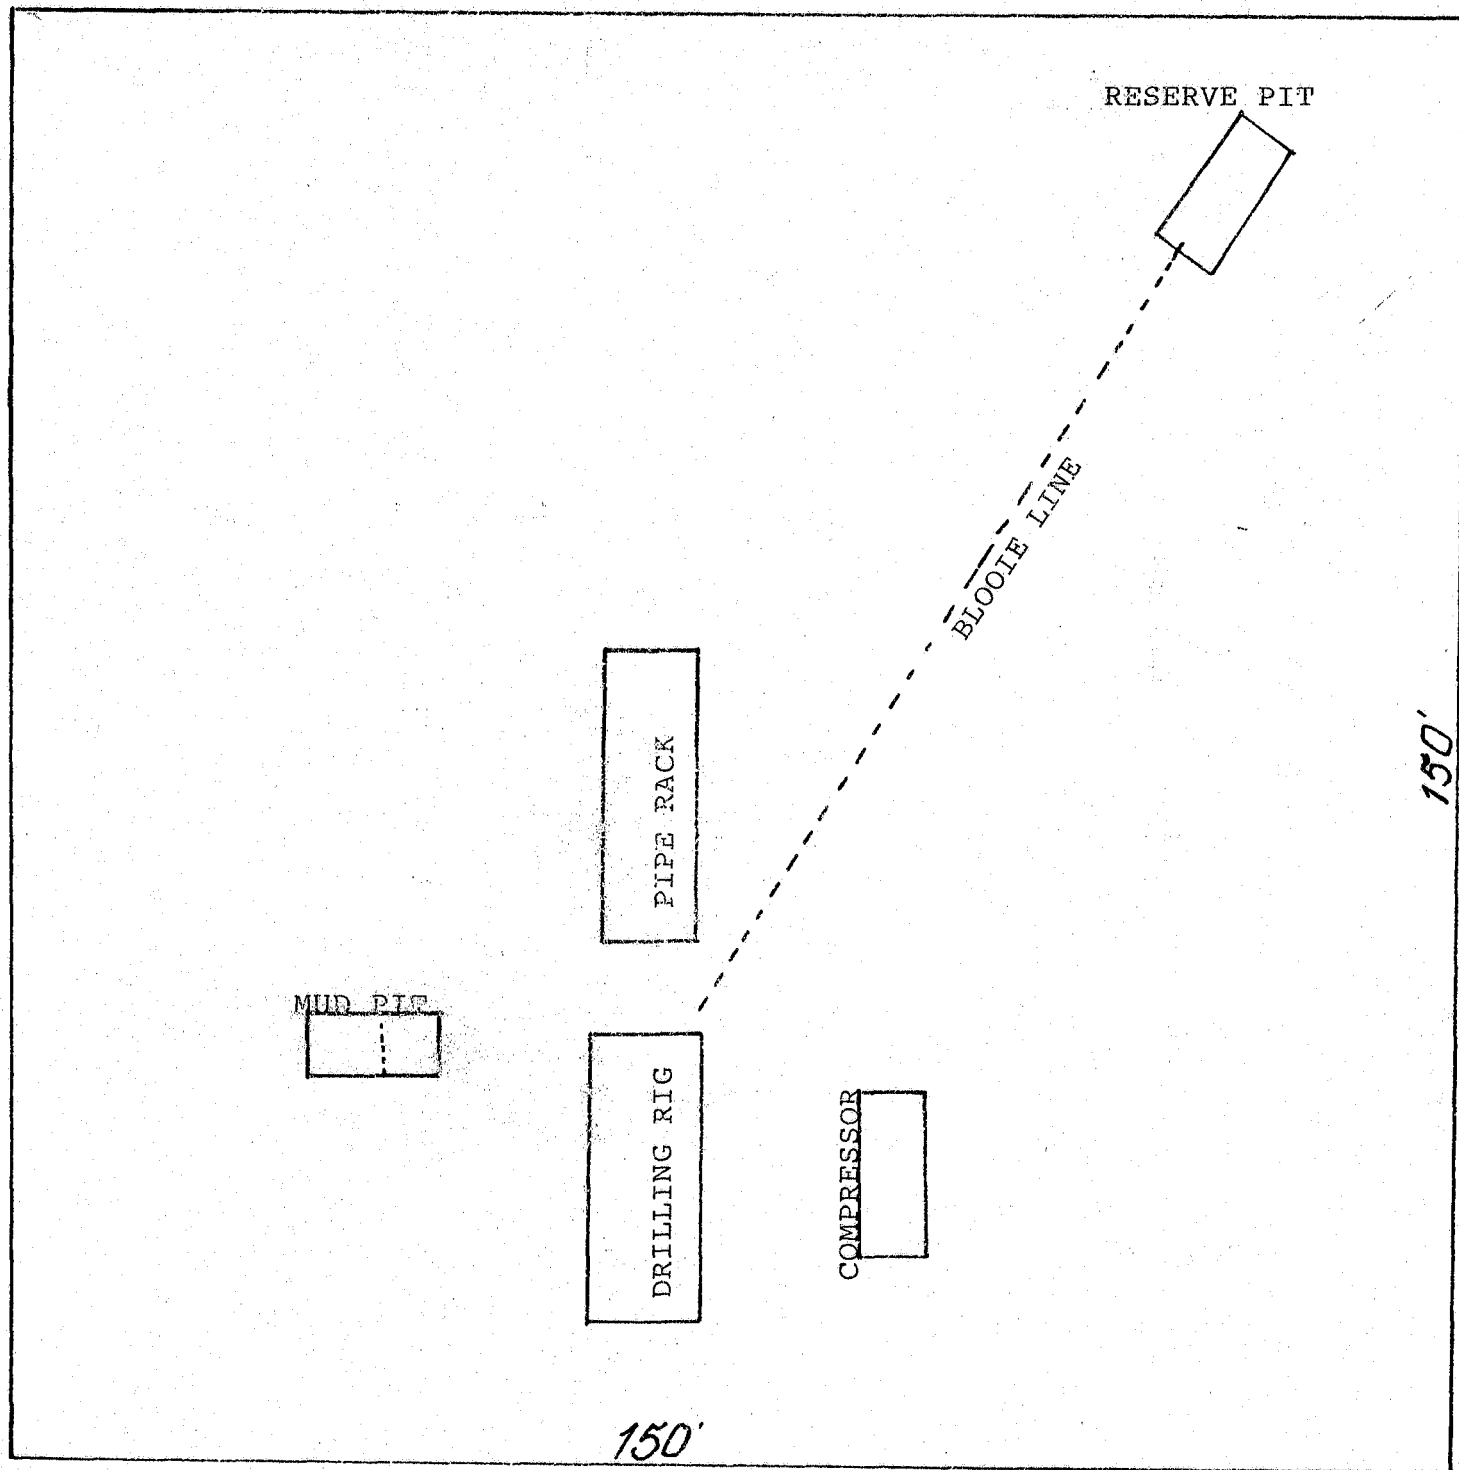 RESERVE PIT
BLOOIE LINE
150'
PIPE RACK
MUD PIT
DRILLING RIG
COMPRESSOR
150'